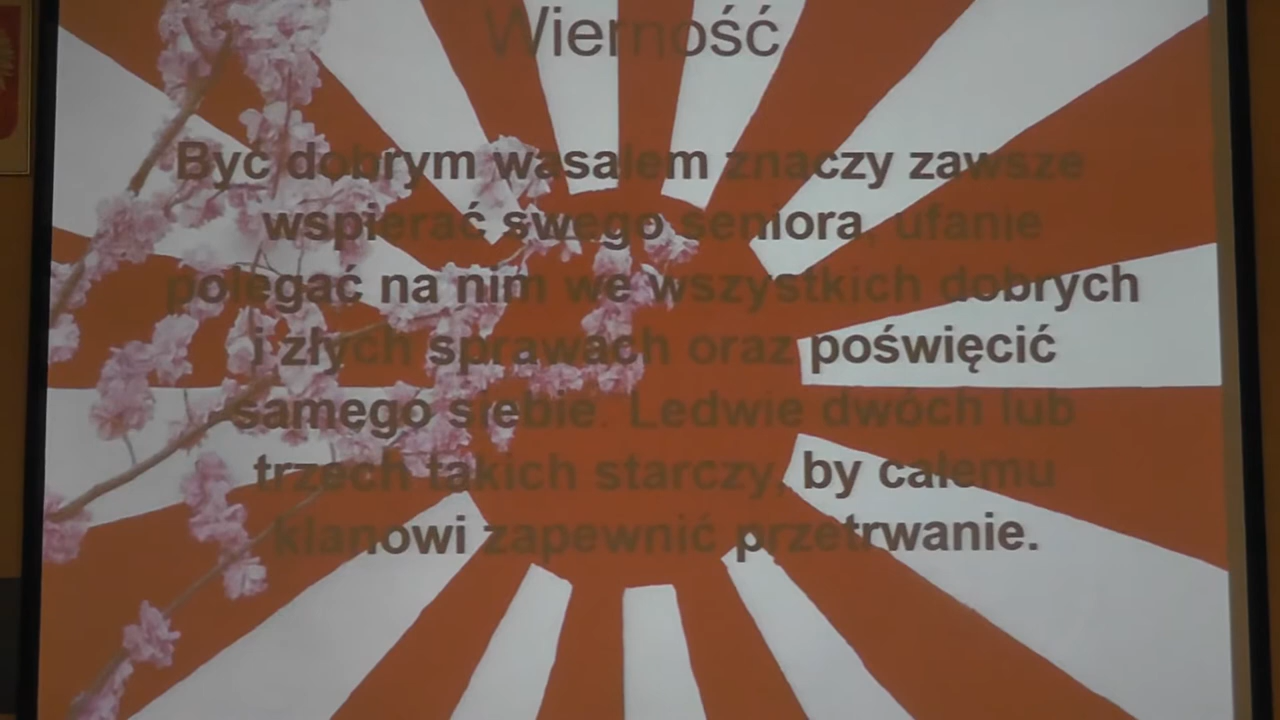 Wierność
Być dobrym wasalem znaczy zawsze
wspierać swego seniora, ufanie
polegać na nim we wszystkich dobrych
i złych sprawach oraz poświęcić
samego siebie. Ledwie dwóch lub
trzech takich starczy, by całemu
klanowi zapewnić przetrwanie.